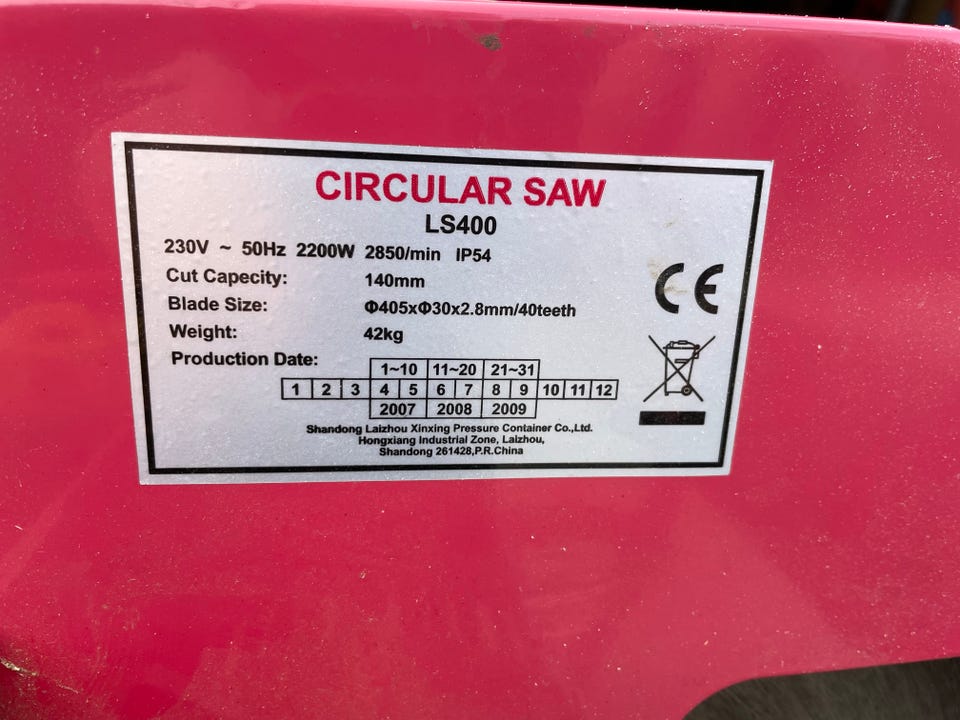 CIRCULAR SAW
LS400
230V ~ 50Hz 2200W 2850/min IP54
Cut Capacity: 140mm
Blade Size: Φ405xΦ30x2.8mm/40teeth
Weight: 42kg
Production Date:
1~10 11~20 21~31
1 2 3 4 5 6 7 8 9 10 11 12
2007 2008 2009
Shandong Laizhou Xinxing Pressure Container Co.,Ltd.
Hongxiang Industrial Zone, Laizhou,
Shandong 261428,P.R.China
CE